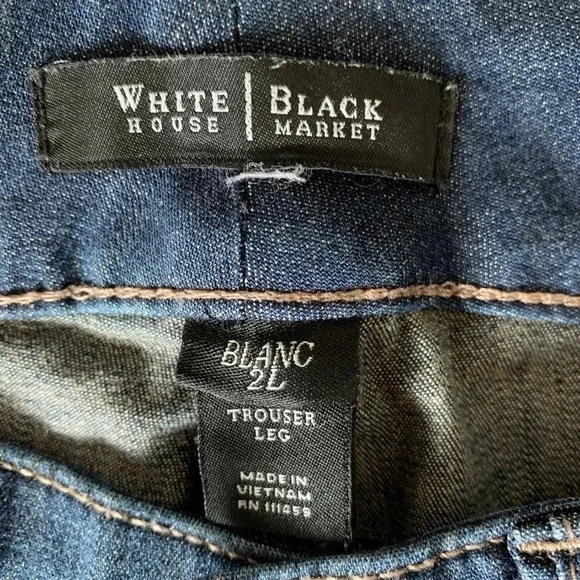 WHITE | BLACK
HOUSE | MARKET
BLANC
2L
TROUSER
LEG
MADE IN
VIETNAM
RN 111459